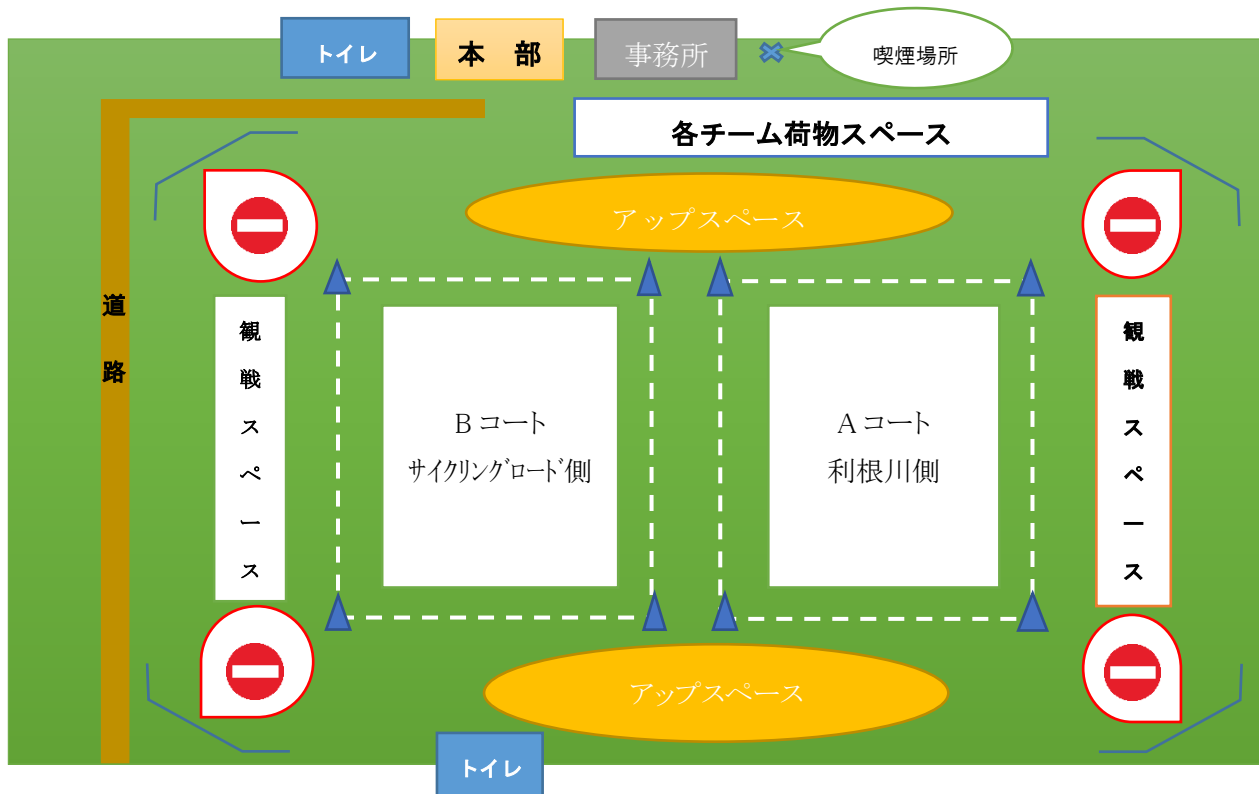 トイレ
本 部
事務所
喫煙場所
各チーム荷物スペース
アップスペース
道路
観戦スペース
Bコート
サイクリングロード側
Aコート
利根川側
観戦スペース
アップスペース
トイレ